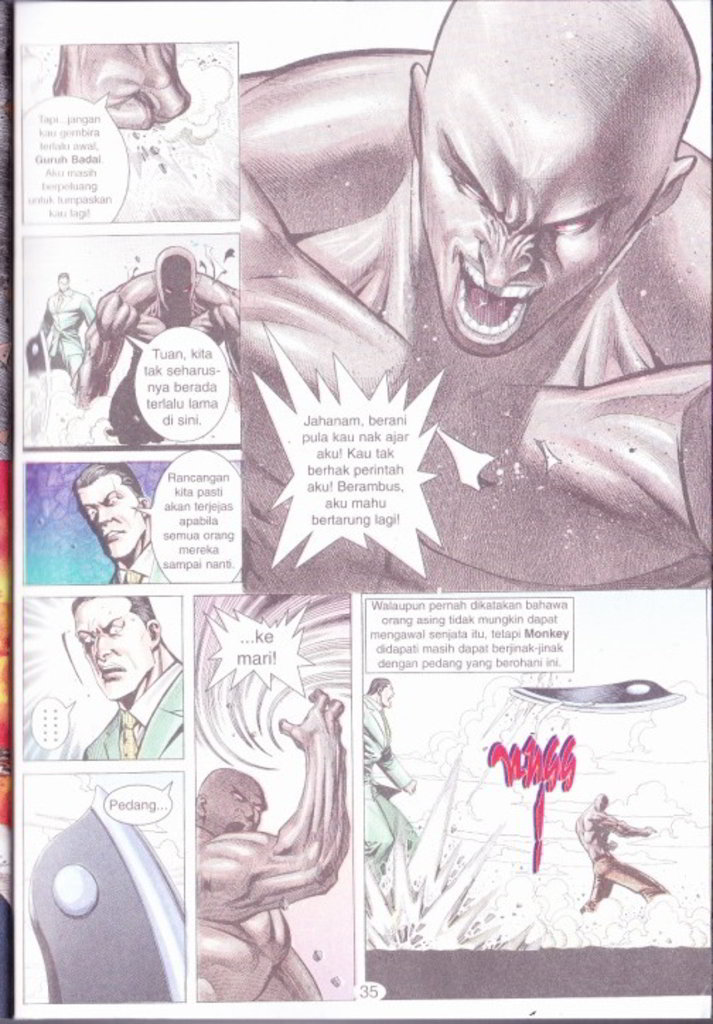 Tapi...jangan
kau gembira
terlalu awal,
Guruh Badai.
Aku masih
berpeluang
untuk tumpaskan
kau lagi!
Tuan, kita
tak seharus-
nya berada
terlalu lama
di sini.
Jahanam, berani
pula kau nak ajar
aku! Kau tak
berhak perintah
aku! Berambus,
aku mahu
bertarung lagi!
Rancangan
kita pasti
akan terjejas
apabila
semua orang
mereka
sampai nanti.
...ke
mari!
Walaupun pernah dikatakan bahawa
orang asing tidak mungkin dapat
mengawal senjata itu, tetapi Monkey
didapati masih dapat berjinak-jinak
dengan pedang yang berohani ini.
Pedang...
35